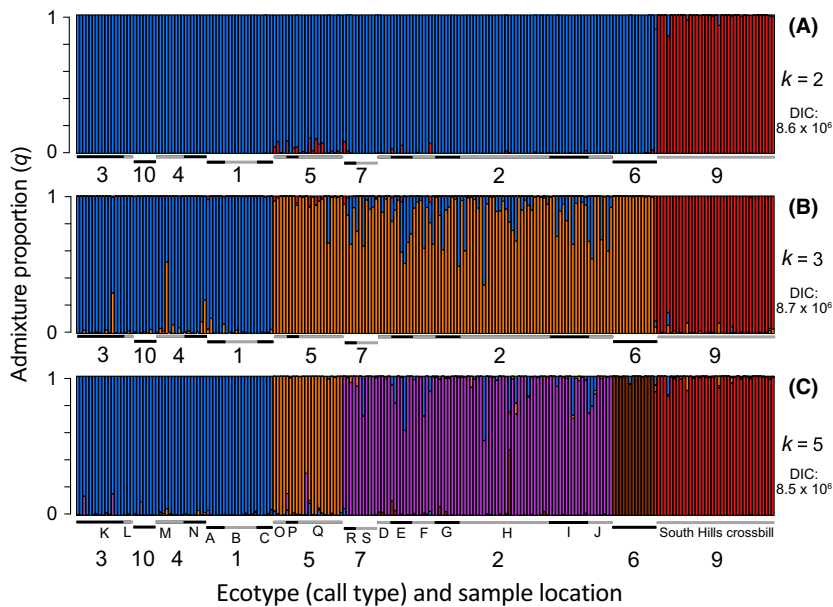 Admixture proportion (q)
1
0
(A)
k = 2
DIC:
8.6 x 10⁶
3 10 4 1 5 7 2 6 9
1
0
(B)
k = 3
DIC:
8.7 x 10⁶
3 10 4 1 5 7 2 6 9
1
0
(C)
k = 5
DIC:
8.5 x 10⁶
K L M N A B C O P Q R S D E F G H I J South Hills crossbill
3 10 4 1 5 7 2 6 9
Ecotype (call type) and sample location